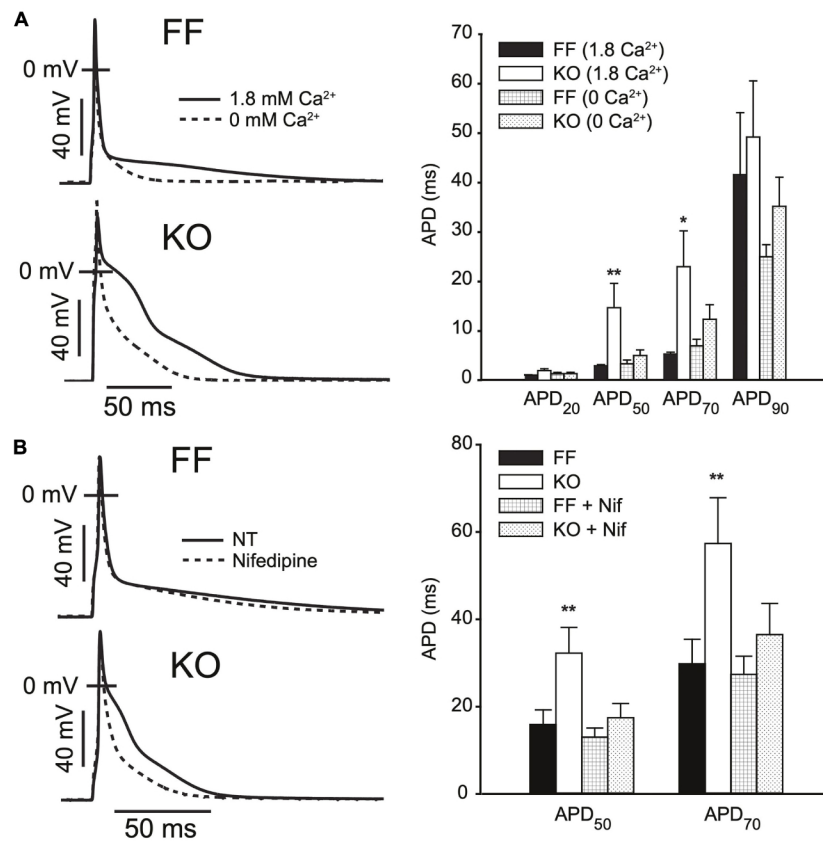 A
FF
0 mV
40 mV
1.8 mM Ca²⁺
0 mM Ca²⁺
KO
0 mV
40 mV
50 ms
FF (1.8 Ca²⁺)
KO (1.8 Ca²⁺)
FF (0 Ca²⁺)
KO (0 Ca²⁺)
APD (ms)
70
60
50
40
30
20
10
0
**
*
APD₂₀ APD₅₀ APD₇₀ APD₉₀
B
FF
0 mV
40 mV
NT
Nifedipine
KO
0 mV
40 mV
50 ms
FF
KO
FF + Nif
KO + Nif
APD (ms)
80
60
40
20
0
**
**
APD₅₀ APD₇₀